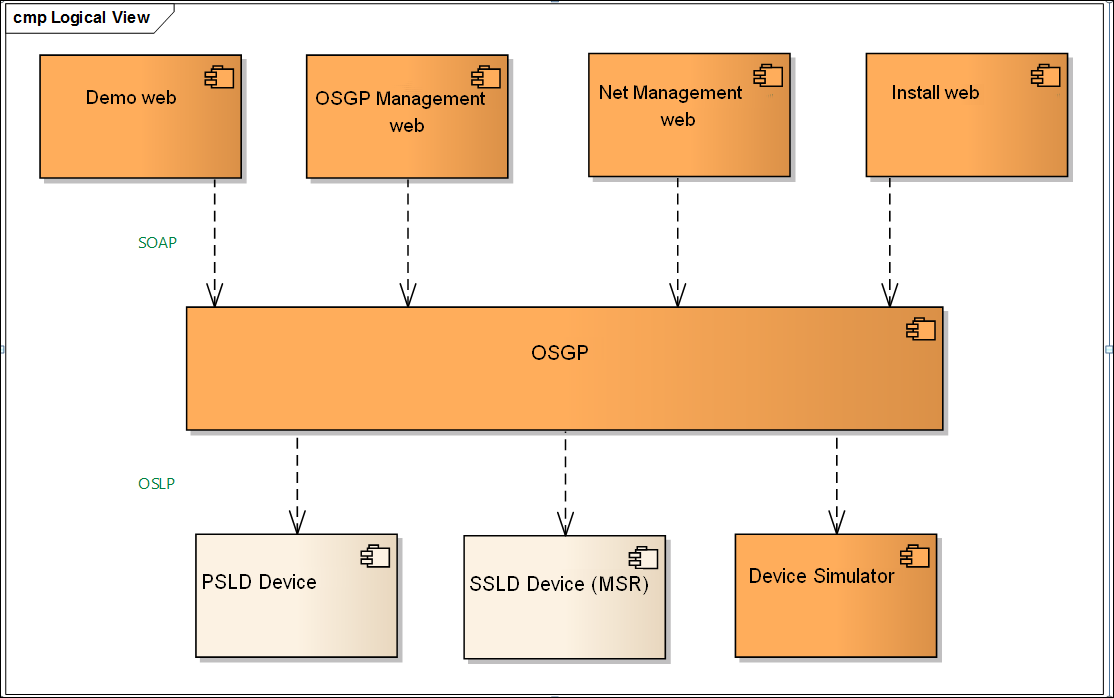 cmp Logical View
Demo web
OSGP Management
web
Net Management
web
Install web
SOAP
OSGP
OSLP
PSLD Device
SSLD Device (MSR)
Device Simulator